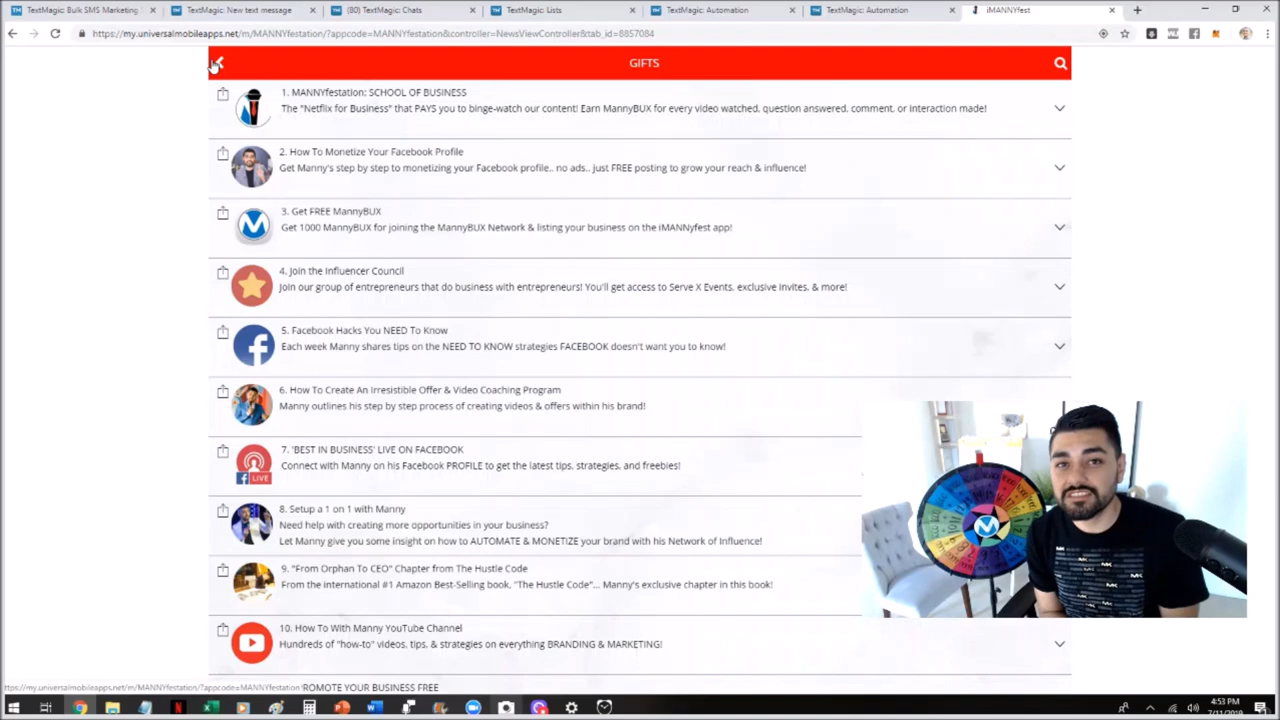 TextMagic: Bulk SMS Marketing
TextMagic: New text message
(80) TextMagic: Chats
TextMagic: Lists
TextMagic: Automation
TextMagic: Automation
iMANNYfest
https://my.universalmobileapps.net/m/MANNYfestation/?appcode=MANNYfestation&controller=NewsViewController&tab_id=8857084
GIFTS
1. MANNYfestation: SCHOOL OF BUSINESS
The "Netflix for Business" that PAYS you to binge-watch our content! Earn MannyBUX for every video watched, question answered, comment, or interaction made!
2. How To Monetize Your Facebook Profile
Get Manny's step by step to monetizing your Facebook profile.. no ads.. just FREE posting to grow your reach & influence!
3. Get FREE MannyBUX
Get 1000 MannyBUX for joining the MannyBUX Network & listing your business on the iMANNyfest app!
4. Join the Influencer Council
Join our group of entrepreneurs that do business with entrepreneurs! You'll get access to Serve X Events, exclusive invites, & more!
5. Facebook Hacks You NEED To Know
Each week Manny shares tips on the NEED TO KNOW strategies FACEBOOK doesn't want you to know!
6. How To Create An Irresistible Offer & Video Coaching Program
Manny outlines his step by step process of creating videos & offers within his brand!
7. 'BEST IN BUSINESS' LIVE ON FACEBOOK
Connect with Manny on his Facebook PROFILE to get the latest tips, strategies, and freebies!
LIVE
8. Setup a 1 on 1 with Manny
Need help with creating more opportunities in your business?
Let Manny give you some insight on how to AUTOMATE & MONETIZE your brand with his Network of Influence!
9. "From Orphan To CEO" Chapter from The Hustle Code
From the international #1 Amazon Best-Selling book, "The Hustle Code"... Manny's exclusive chapter in this book!
10. How To With Manny YouTube Channel
Hundreds of "how-to" videos, tips, & strategies on everything BRANDING & MARKETING!
ttps://my.universalmobileapps.net/m/MANNYfestation/?appcode=MANNYfestation
ROMOTE YOUR BUSINESS FREE
MK
4:53 PM
7/11/2019